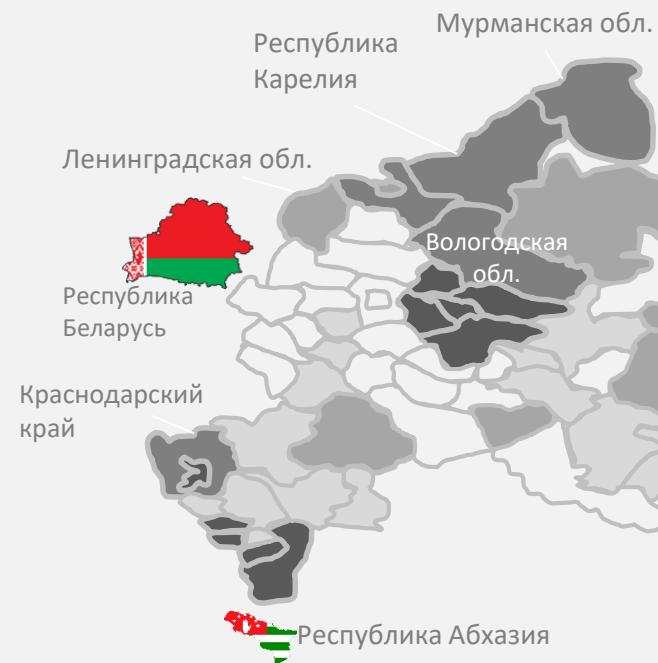 Мурманская обл.
Республика
Карелия
Ленинградская обл.
Вологодская
обл.
Республика
Беларусь
Краснодарский
край
Республика Абхазия